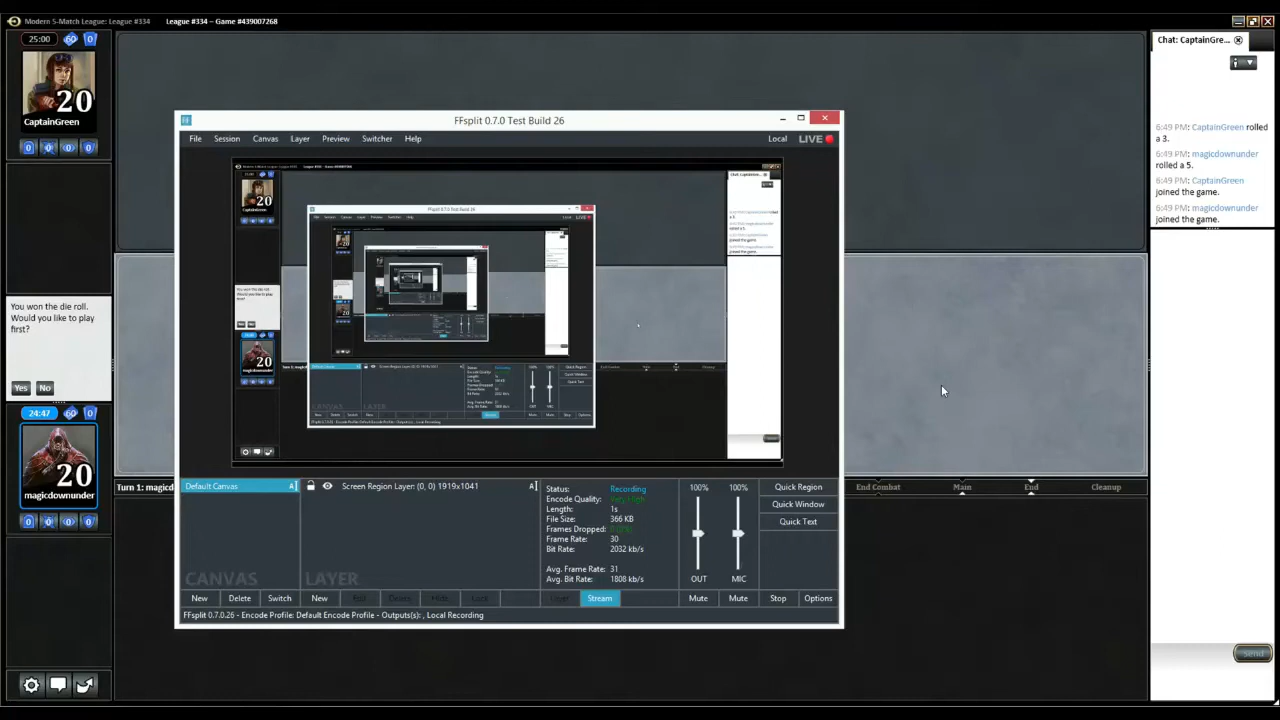 Modern 5-Match League: League #334
League #334 – Game #439007268
25:00
60
0
20
CaptainGreen
0
0
0
0
You won the die roll.
Would you like to play
first?
Yes
No
24:47
60
0
20
magicdownunder
0
0
0
0
FFsplit 0.7.0 Test Build 26
File
Session
Canvas
Layer
Preview
Switcher
Help
Local
LIVE
Default Canvas
Screen Region Layer: (0, 0) 1919x1041
CANVAS
LAYER
Status:
Recording
Encode Quality:
Very High
Length:
1s
File Size:
366 KB
Frames Dropped:
Frame Rate:
30
Bit Rate:
2032 kb/s
Avg. Frame Rate:
31
Avg. Bit Rate:
1808 kb/s
100%
100%
OUT
MIC
Quick Region
Quick Window
Quick Text
New
Delete
Switch
New
Stream
Mute
Mute
Stop
Options
FFsplit 0.7.0.26 - Encode Profile: Default Encode Profile - Outputs(s): , Local Recording
Turn 1: magicd
End Combat
Main
End
Cleanup
Chat: CaptainGre...
6:49 PM: CaptainGreen rolled
a 3.
6:49 PM: magicdownunder
rolled a 5.
6:49 PM: CaptainGreen
joined the game.
6:49 PM: magicdownunder
joined the game.
Send